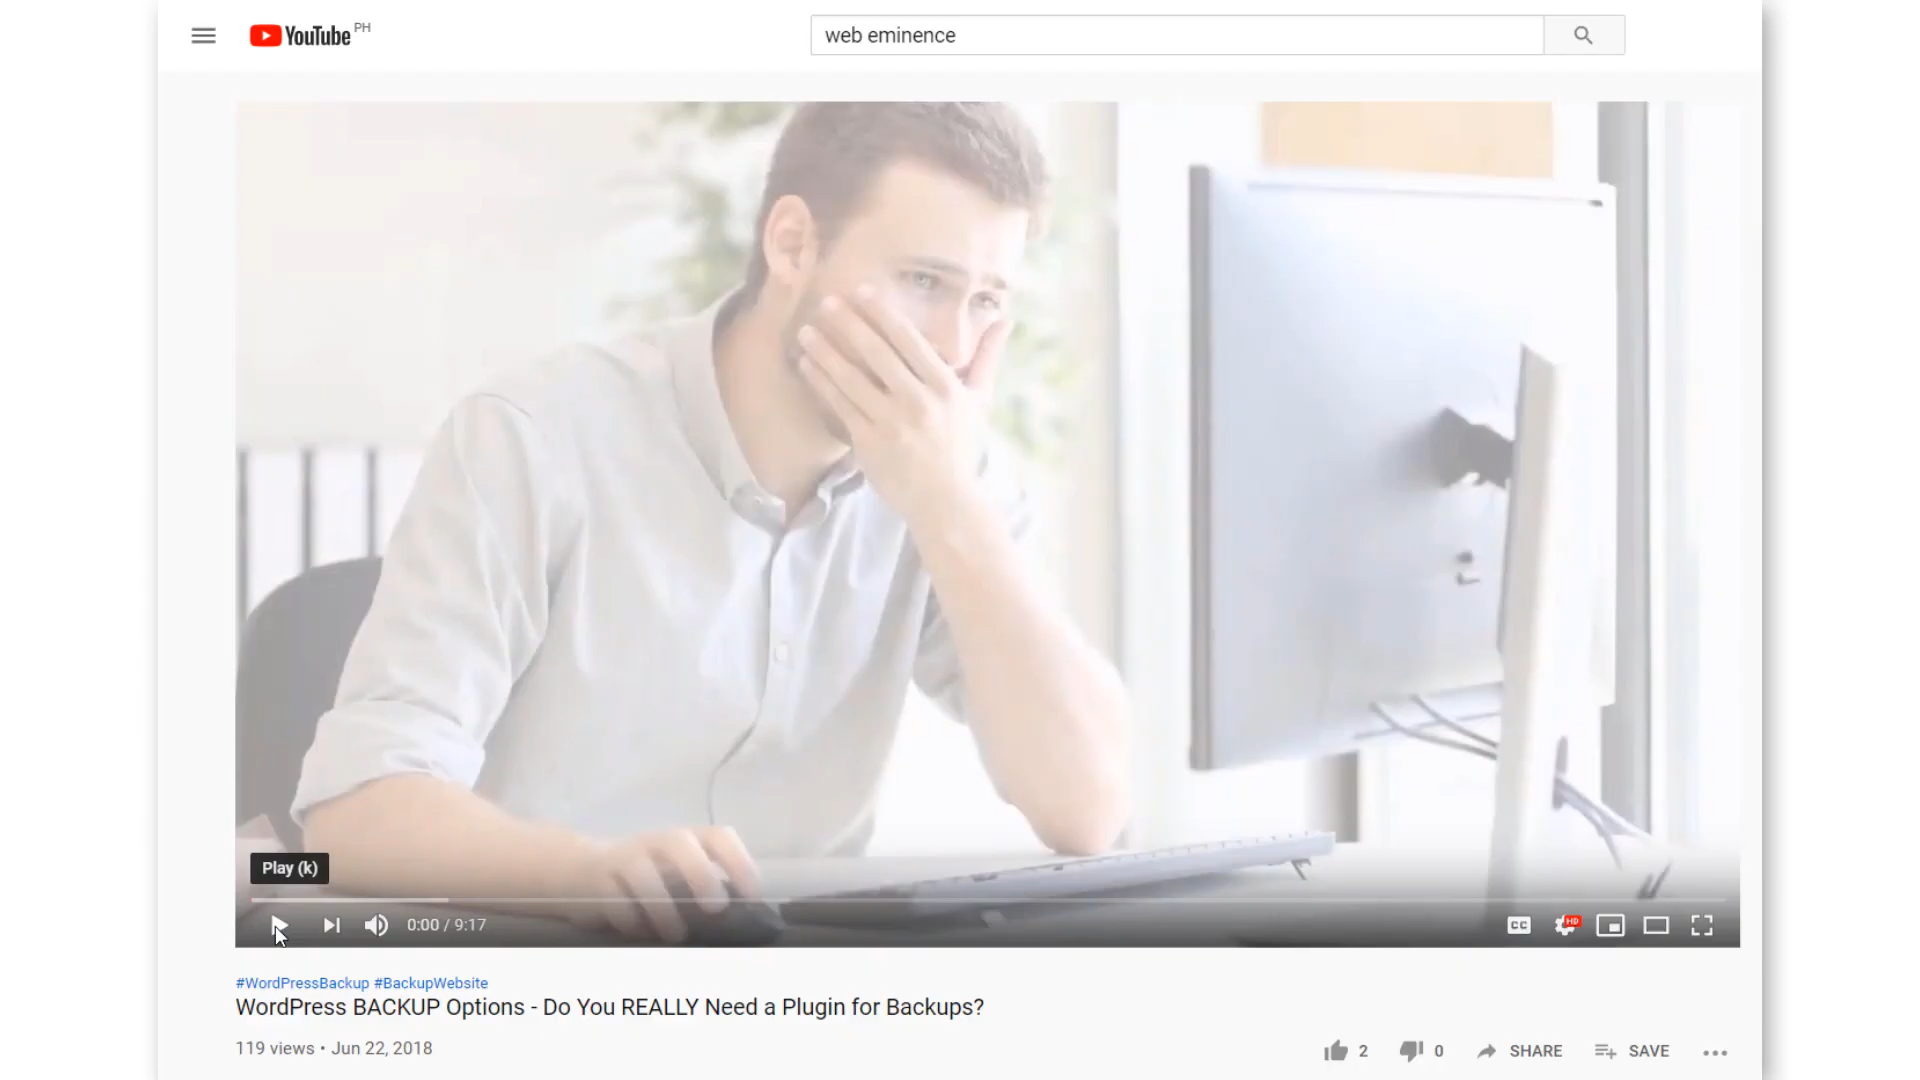 YouTube PH
web eminence
Play (k)
0:00 / 9:17
CC
HD
#WordPressBackup #BackupWebsite
WordPress BACKUP Options - Do You REALLY Need a Plugin for Backups?
119 views • Jun 22, 2018
2
0
SHARE
SAVE